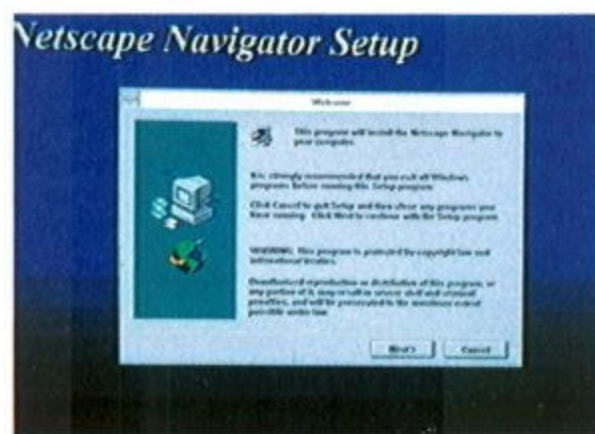 Netscape Navigator Setup
Welcome
This program will install the Netscape Navigator to
your computer.
It is strongly recommended that you exit all Windows
programs before running this Setup program.
Click Cancel to quit Setup and then close any programs you
have running. Click Next to continue with the Setup program.
WARNING: This program is protected by copyright law and
international treaties.
Unauthorized reproduction or distribution of this program, or
any portion of it, may result in severe civil and criminal
penalties, and will be prosecuted to the maximum extent
possible under law.
Next>
Cancel